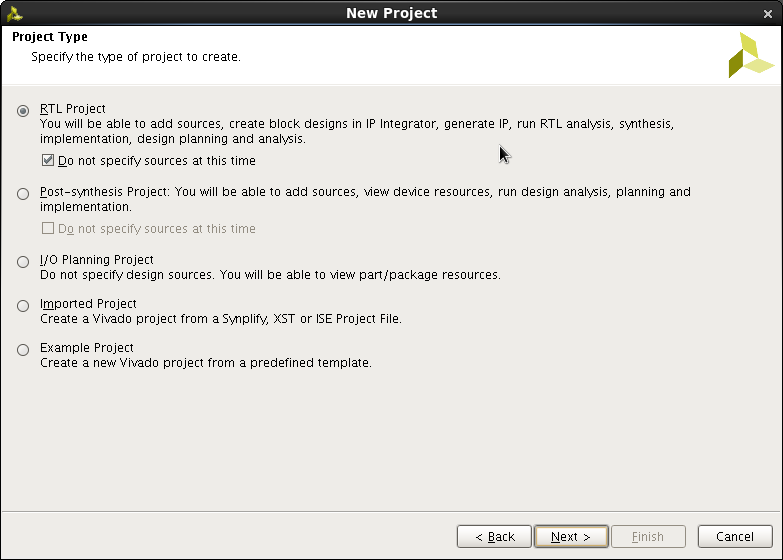 New Project
Project Type
Specify the type of project to create.
RTL Project
You will be able to add sources, create block designs in IP Integrator, generate IP, run RTL analysis, synthesis,
implementation, design planning and analysis.
Do not specify sources at this time
Post-synthesis Project: You will be able to add sources, view device resources, run design analysis, planning and
implementation.
Do not specify sources at this time
I/O Planning Project
Do not specify design sources. You will be able to view part/package resources.
Imported Project
Create a Vivado project from a Synplify, XST or ISE Project File.
Example Project
Create a new Vivado project from a predefined template.
< Back Next > Finish Cancel